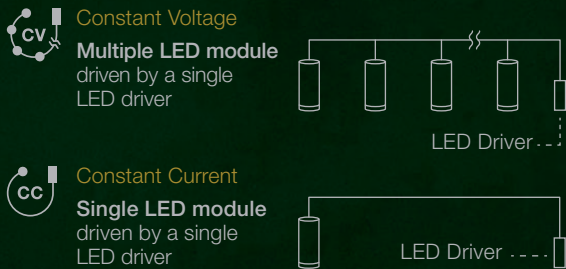 CV
Constant Voltage
Multiple LED module
driven by a single
LED driver
LED Driver
CC
Constant Current
Single LED module
driven by a single
LED driver
LED Driver